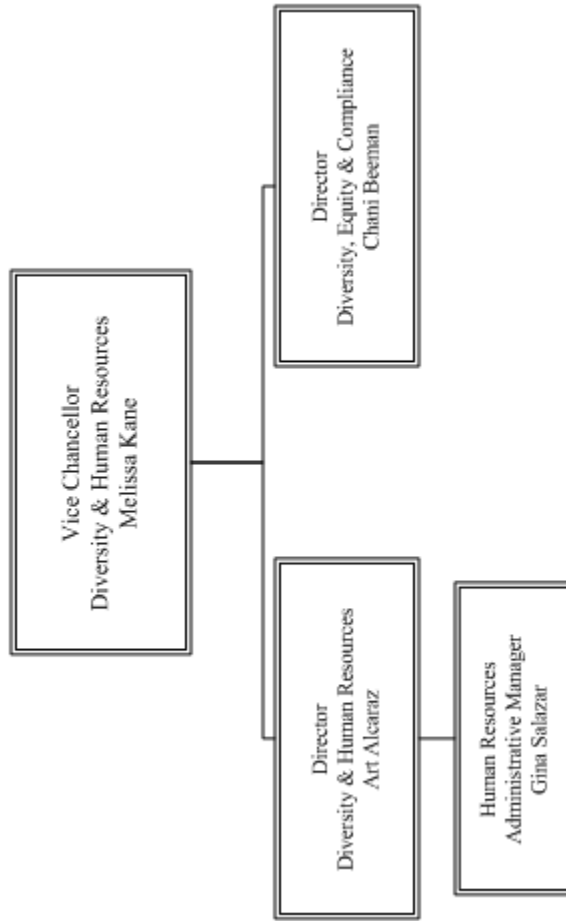 Vice Chancellor
Diversity & Human Resources
Melissa Kane
Director
Diversity & Human Resources
Art Alcaraz
Director
Diversity, Equity & Compliance
Chani Beeman
Human Resources
Administrative Manager
Gina Salazar